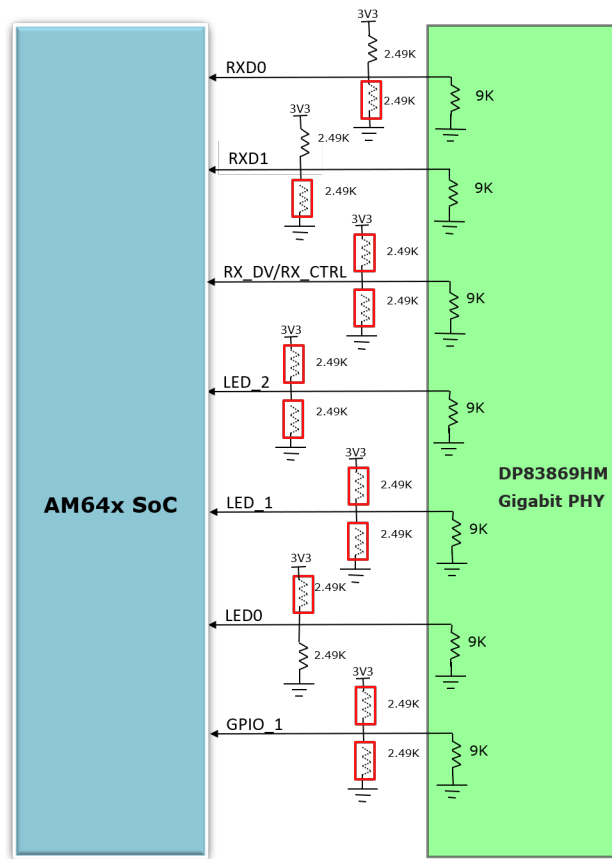 3V3
2.49K
RXD0
2.49K
9K
3V3
2.49K
RXD1
2.49K
9K
3V3
2.49K
RX_DV/RX_CTRL
2.49K
9K
3V3
2.49K
LED_2
2.49K
9K
3V3
2.49K
LED_1
2.49K
9K
AM64x SoC
DP83869HM
Gigabit PHY
3V3
2.49K
LED0
2.49K
9K
3V3
2.49K
GPIO_1
2.49K
9K